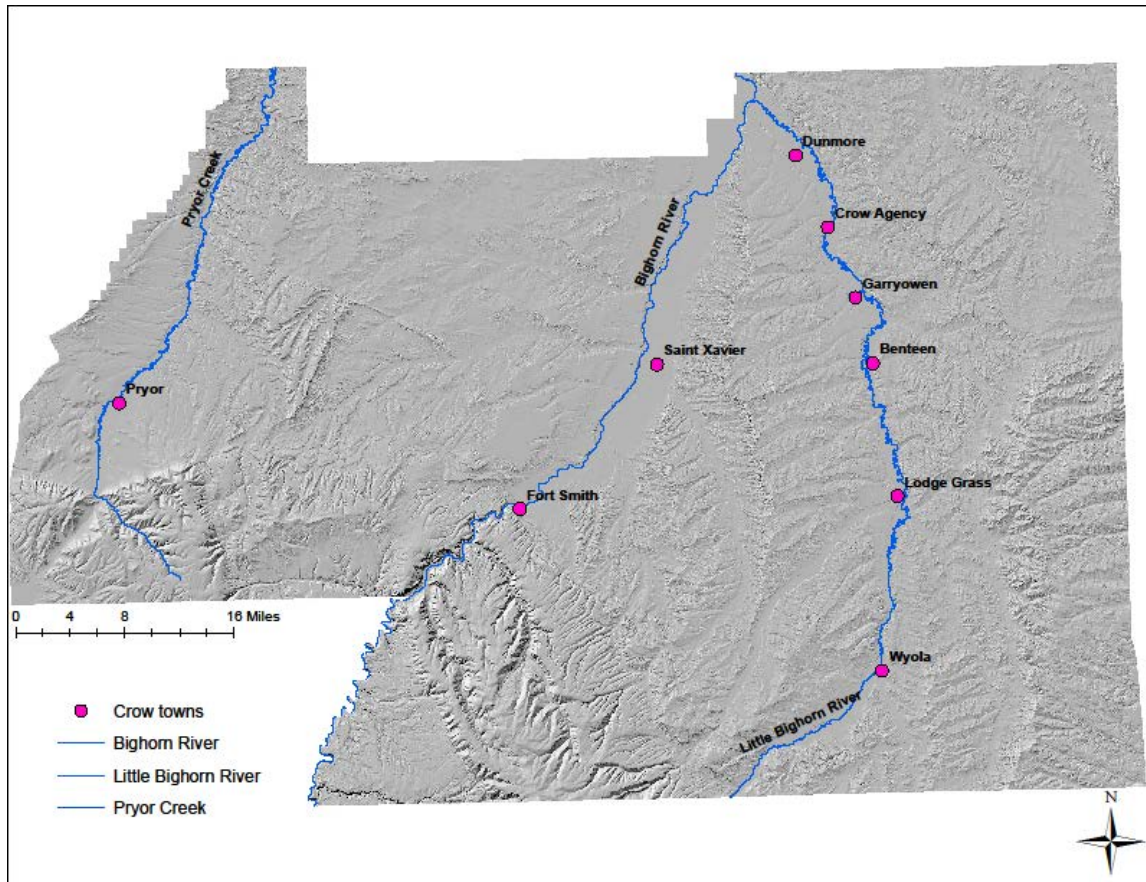 Dunmore
Pryor Creek
Crow Agency
Bighorn River
Garryowen
Saint Xavier
Benteen
Pryor
Lodge Grass
Fort Smith
0 4 8 16 Miles
Wyola
Little Bighorn River
Crow towns
Bighorn River
Little Bighorn River
Pryor Creek
N